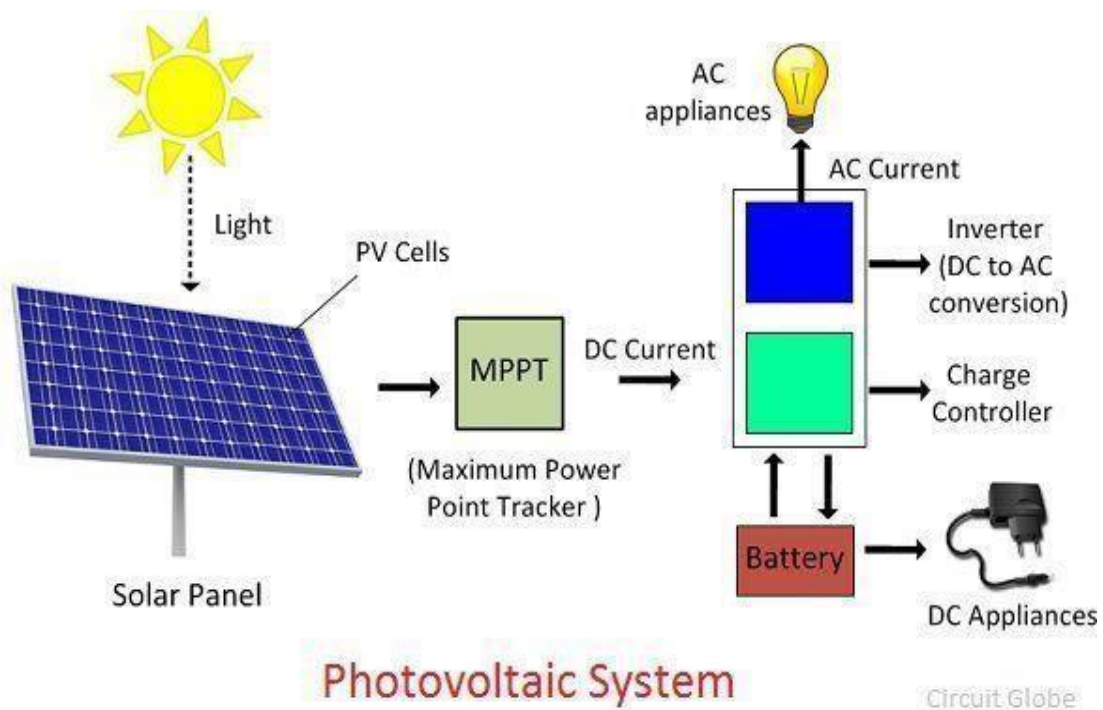 AC
appliances
AC Current
Light
PV Cells
Inverter
(DC to AC
conversion)
MPPT
DC Current
Charge
Controller
(Maximum Power
Point Tracker )
Battery
Solar Panel
DC Appliances
Photovoltaic System
Circuit Globe